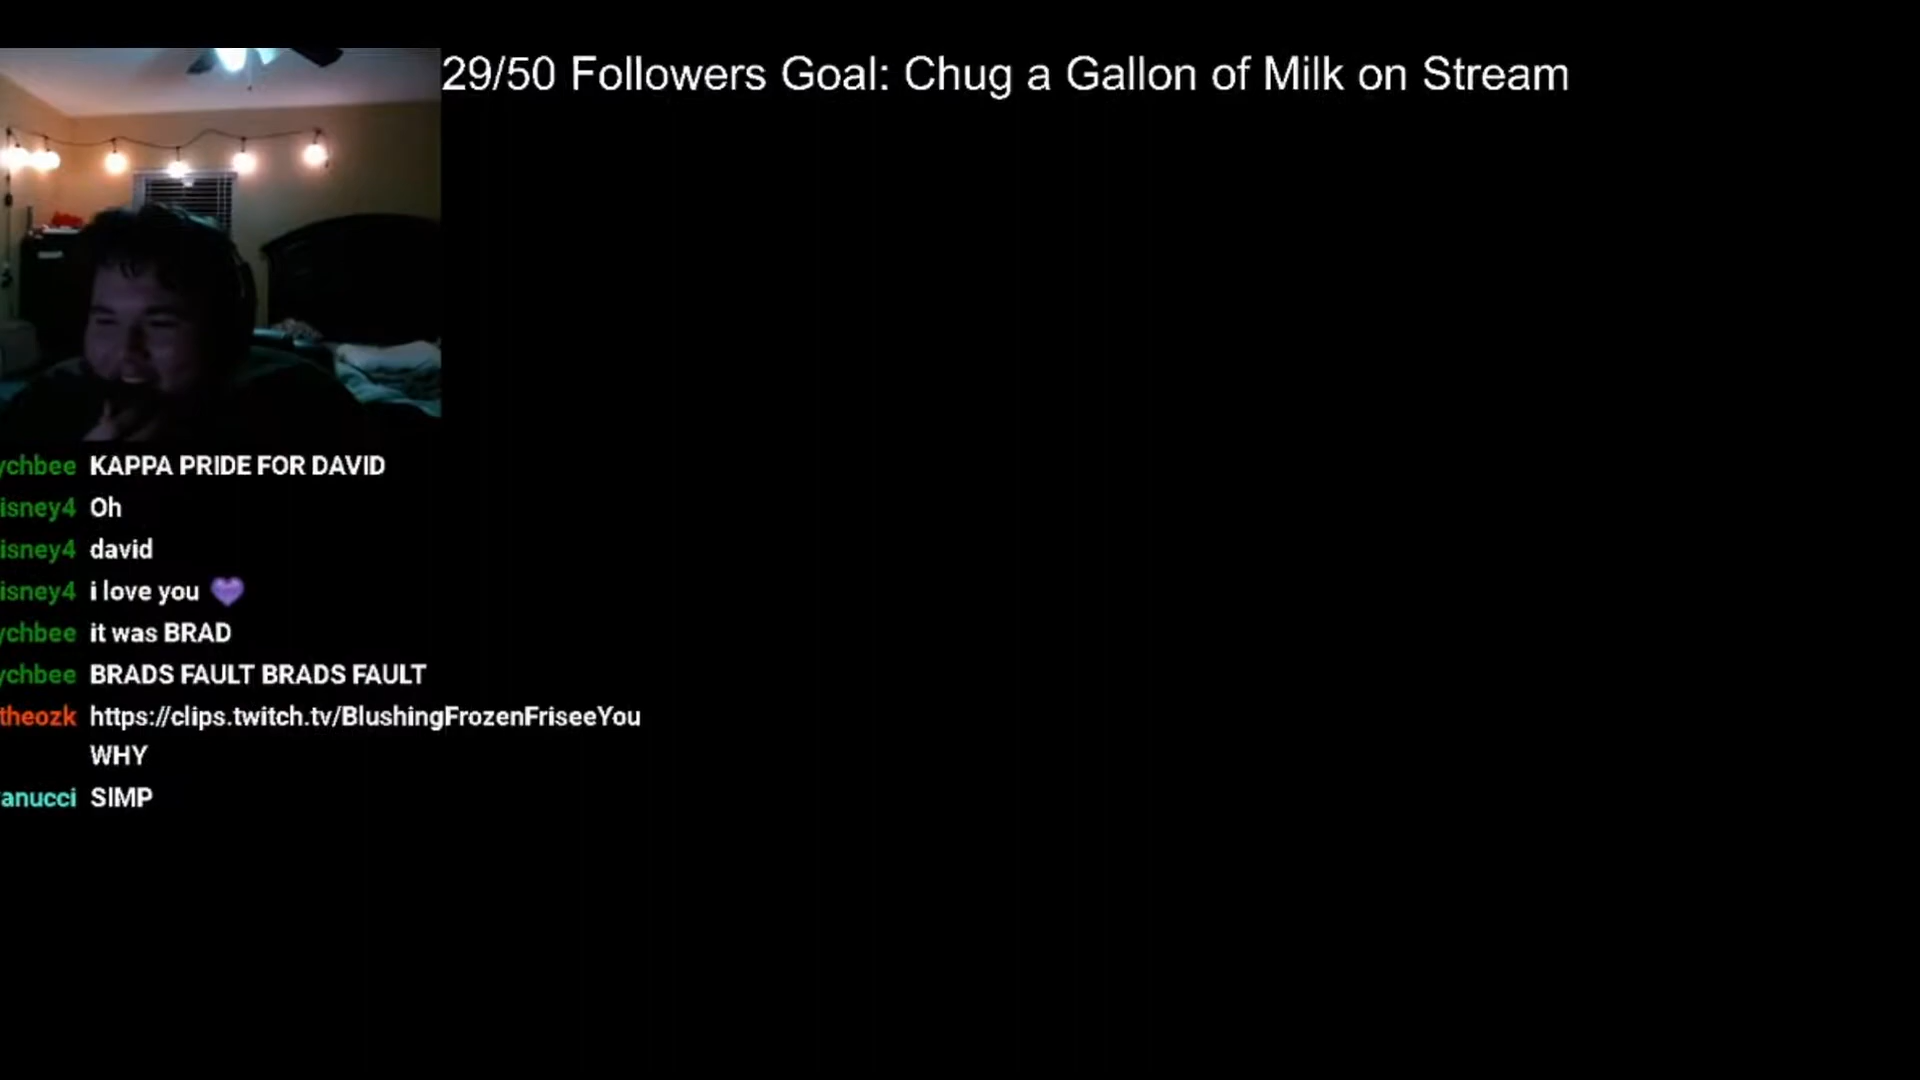 29/50 Followers Goal: Chug a Gallon of Milk on Stream
ychbee KAPPA PRIDE FOR DAVID
isney4 Oh
isney4 david
isney4 i love you 💜
ychbee it was BRAD
ychbee BRADS FAULT BRADS FAULT
theozk https://clips.twitch.tv/BlushingFrozenFriseeYou
WHY
anucci SIMP